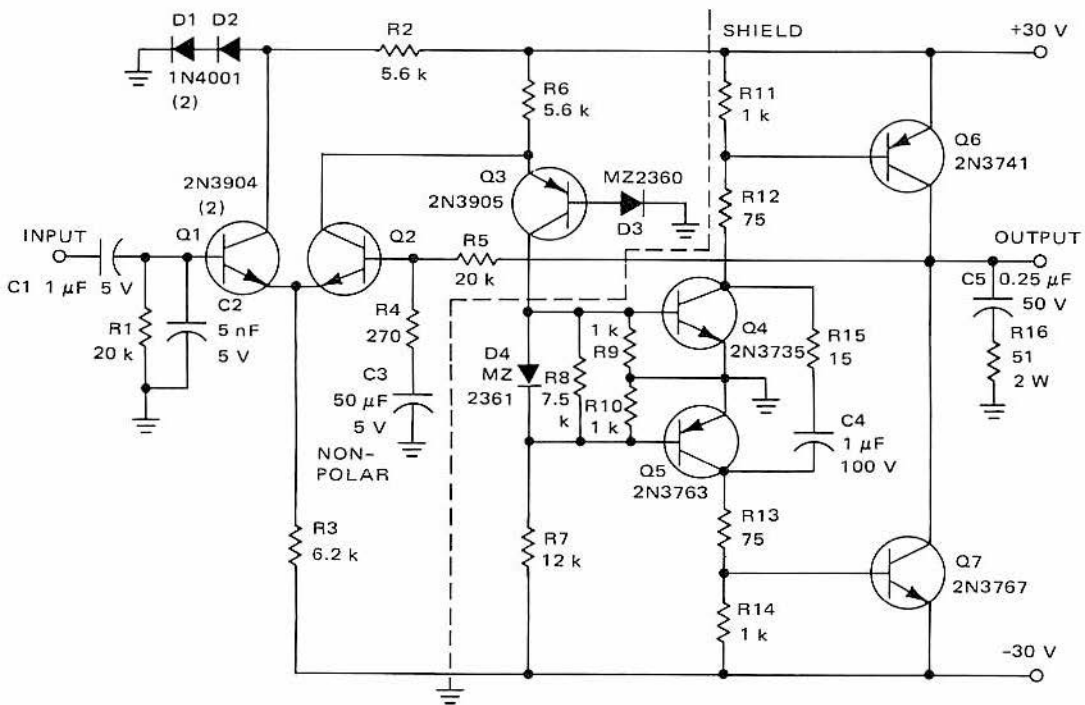 D1 D2
1N4001
(2)
R2
5.6 k
SHIELD
+30 V
R6
5.6 k
R11
1 k
Q6
2N3741
2N3904
(2)
Q3
2N3905
MZ2360
D3
R12
75
INPUT
Q1
Q2
R5
20 k
OUTPUT
C1 1 µF
5 V
C2
5 nF
5 V
R1
20 k
R4
270
C3
50 µF
5 V
NON-
POLAR
C5 0.25 µF
50 V
R16
51
2 W
Q4
2N3735
R15
15
1 k
R9
D4
MZ
2361
R8
7.5
k
R10
1 k
C4
1 µF
100 V
Q5
2N3763
R3
6.2 k
R7
12 k
R13
75
Q7
2N3767
R14
1 k
–30 V